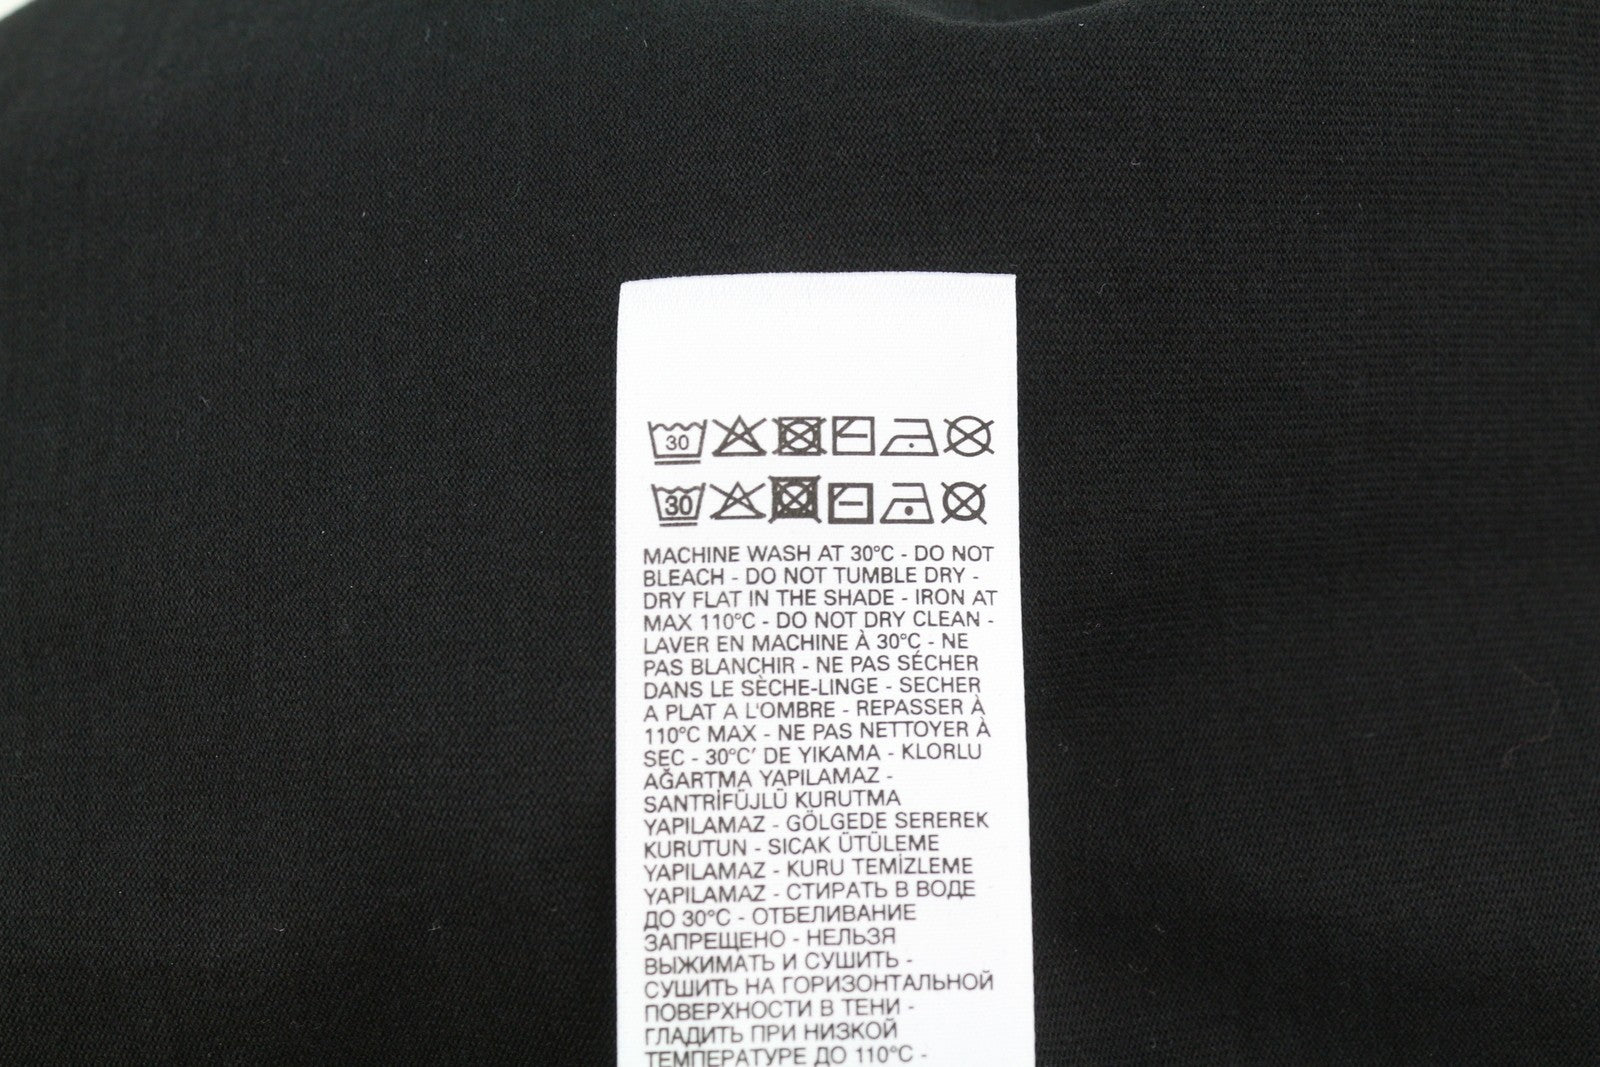 30
30
MACHINE WASH AT 30°C - DO NOT
BLEACH - DO NOT TUMBLE DRY -
DRY FLAT IN THE SHADE - IRON AT
MAX 110°C - DO NOT DRY CLEAN -
LAVER EN MACHINE À 30°C - NE
PAS BLANCHIR - NE PAS SÉCHER
DANS LE SÈCHE-LINGE - SECHER
A PLAT A L'OMBRE - REPASSER À
110°C MAX - NE PAS NETTOYER À
SEC - 30°C' DE YIKAMA - KLORLU
AĞARTMA YAPILAMAZ -
SANTRİFÜJLÜ KURUTMA
YAPILAMAZ - GÖLGEDE SEREREK
KURUTUN - SICAK ÜTÜLEME
YAPILAMAZ - KURU TEMİZLEME
YAPILAMAZ - СТИРАТЬ В ВОДЕ
ДО 30°C - ОТБЕЛИВАНИЕ
ЗАПРЕЩЕНО - НЕЛЬЗЯ
ВЫЖИМАТЬ И СУШИТЬ -
СУШИТЬ НА ГОРИЗОНТАЛЬНОЙ
ПОВЕРХНОСТИ В ТЕНИ -
ГЛАДИТЬ ПРИ НИЗКОЙ
ТЕМПЕРАТУРЕ ДО 110°C -